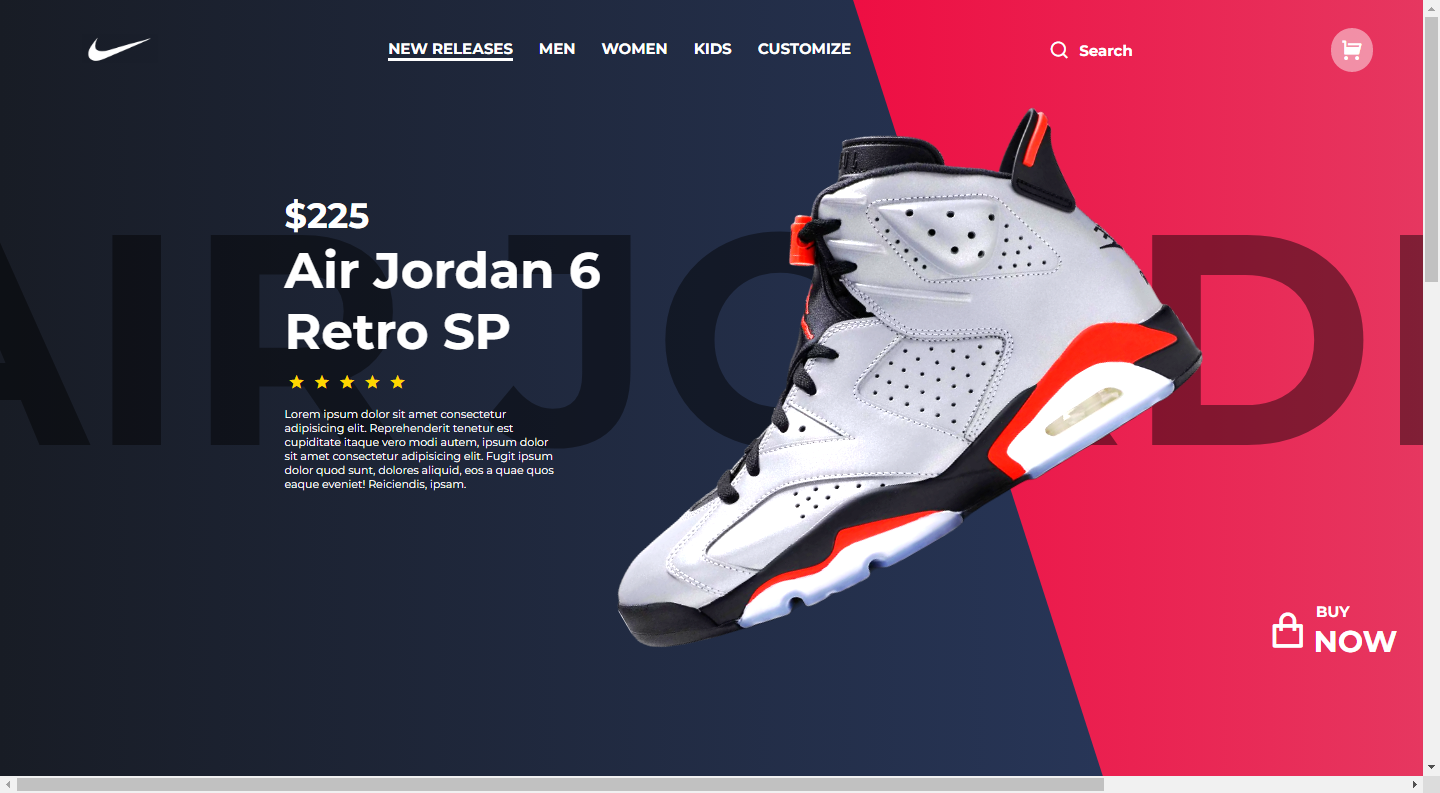 NEW RELEASES MEN WOMEN KIDS CUSTOMIZE Search
$225
Air Jordan 6
Retro SP
AIR JO D
Lorem ipsum dolor sit amet consectetur
adipisicing elit. Reprehenderit tenetur est
cupiditate itaque vero modi autem, ipsum dolor
sit amet consectetur adipisicing elit. Fugit ipsum
dolor quod sunt, dolores aliquid, eos a quae quos
eaque eveniet! Reiciendis, ipsam.
BUY
NOW